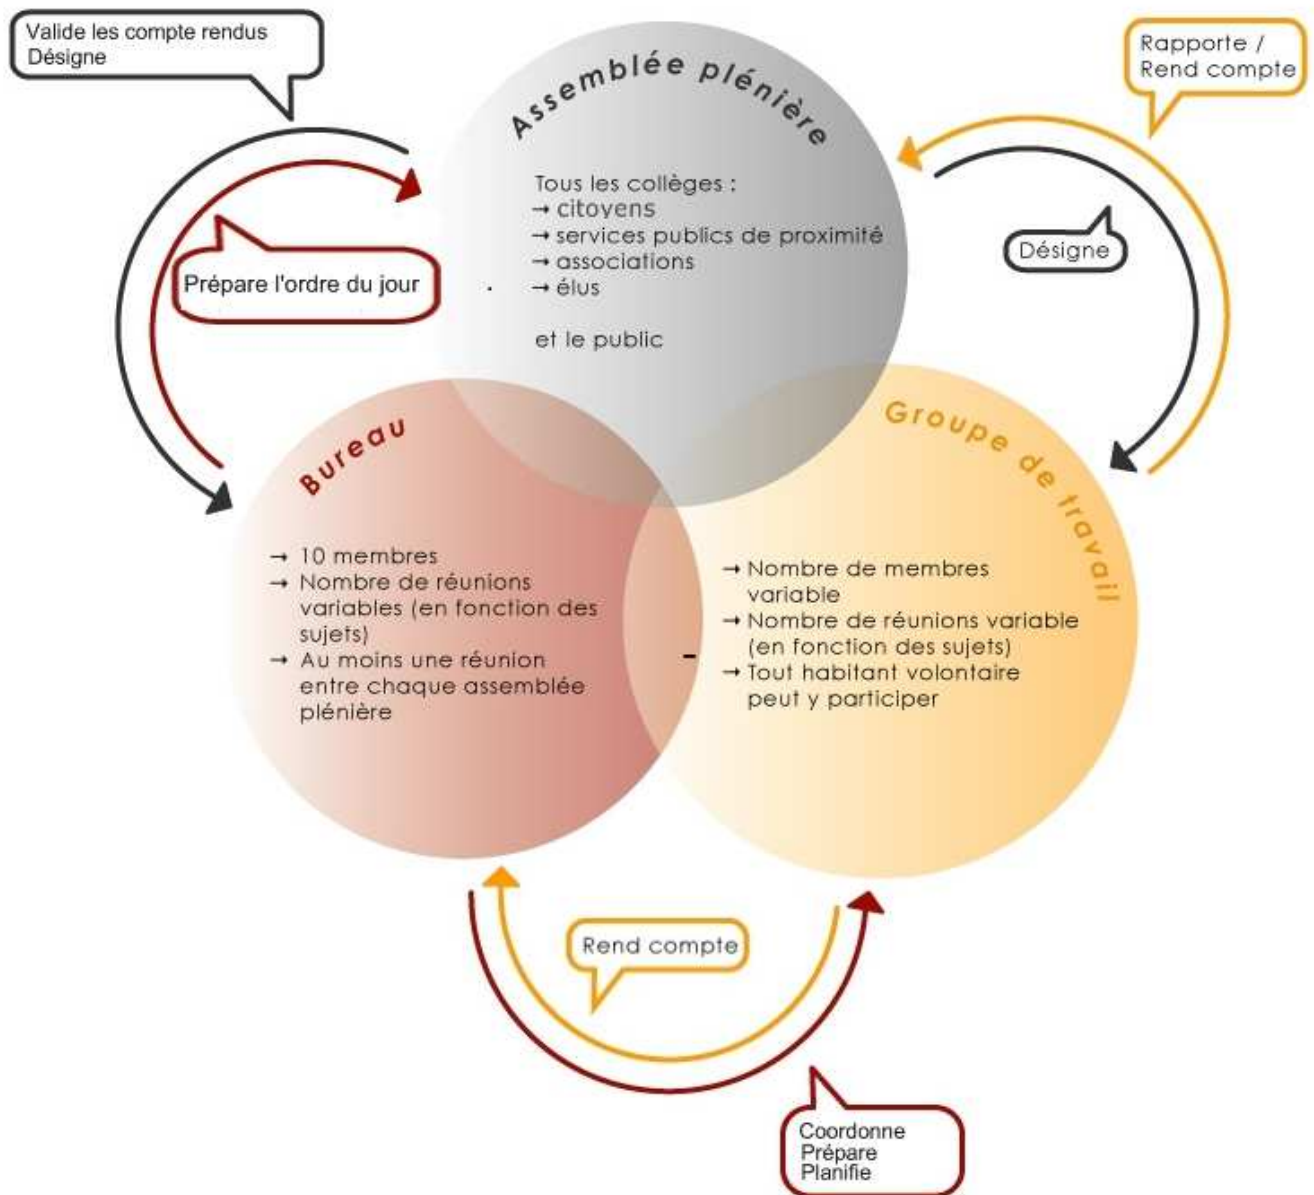 Valide les compte rendus
Désigne
Rapporte /
Rend compte
Assemblée plénière
Tous les collèges :
→ citoyens
→ services publics de proximité
→ associations
→ élus
et le public
Désigne
Prépare l'ordre du jour
Bureau
→ 10 membres
→ Nombre de réunions
variables (en fonction des
sujets)
→ Au moins une réunion
entre chaque assemblée
plénière
Groupe de travail
→ Nombre de membres
variable
→ Nombre de réunions variable
(en fonction des sujets)
→ Tout habitant volontaire
peut y participer
Rend compte
Coordonne
Prépare
Planifie